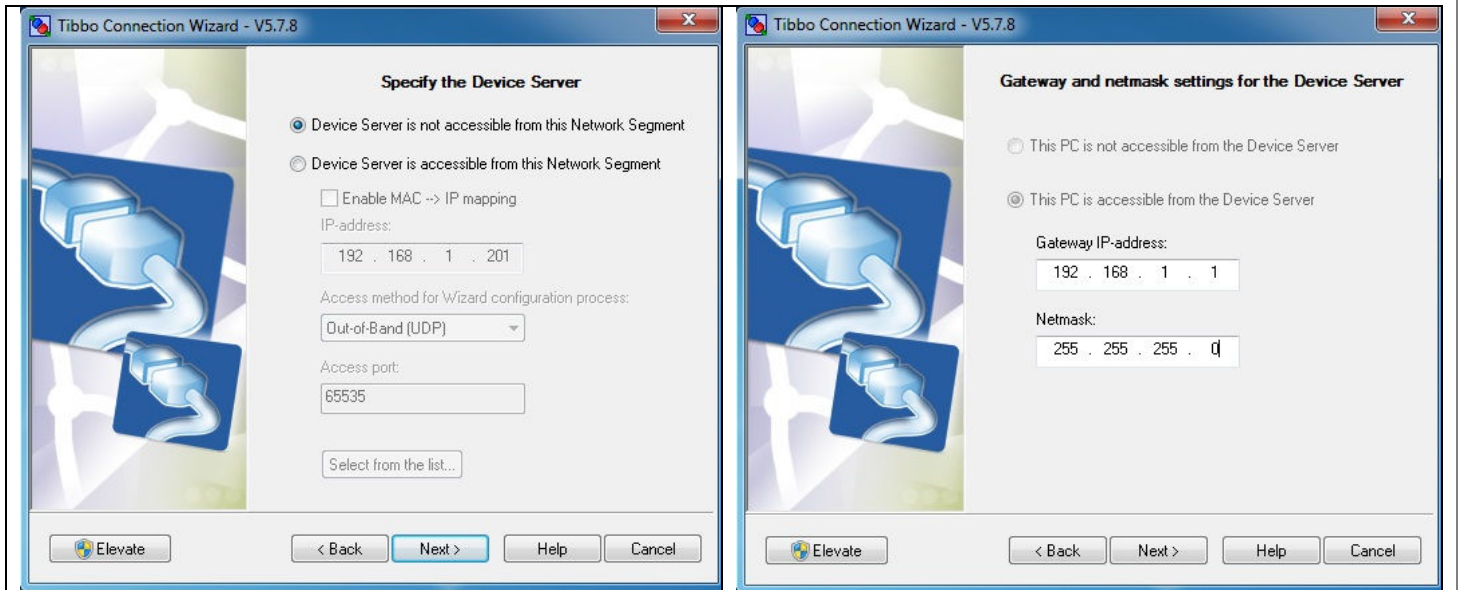 Tibbo Connection Wizard - V5.7.8
Specify the Device Server
Device Server is not accessible from this Network Segment
Device Server is accessible from this Network Segment
Enable MAC --> IP mapping
IP-address:
192 . 168 . 1 . 201
Access method for Wizard configuration process:
Out-of-Band (UDP)
Access port:
65535
Select from the list...
Elevate
< Back
Next >
Help
Cancel
Tibbo Connection Wizard - V5.7.8
Gateway and netmask settings for the Device Server
This PC is not accessible from the Device Server
This PC is accessible from the Device Server
Gateway IP-address:
192 . 168 . 1 . 1
Netmask:
255 . 255 . 255 . 0
Elevate
< Back
Next >
Help
Cancel